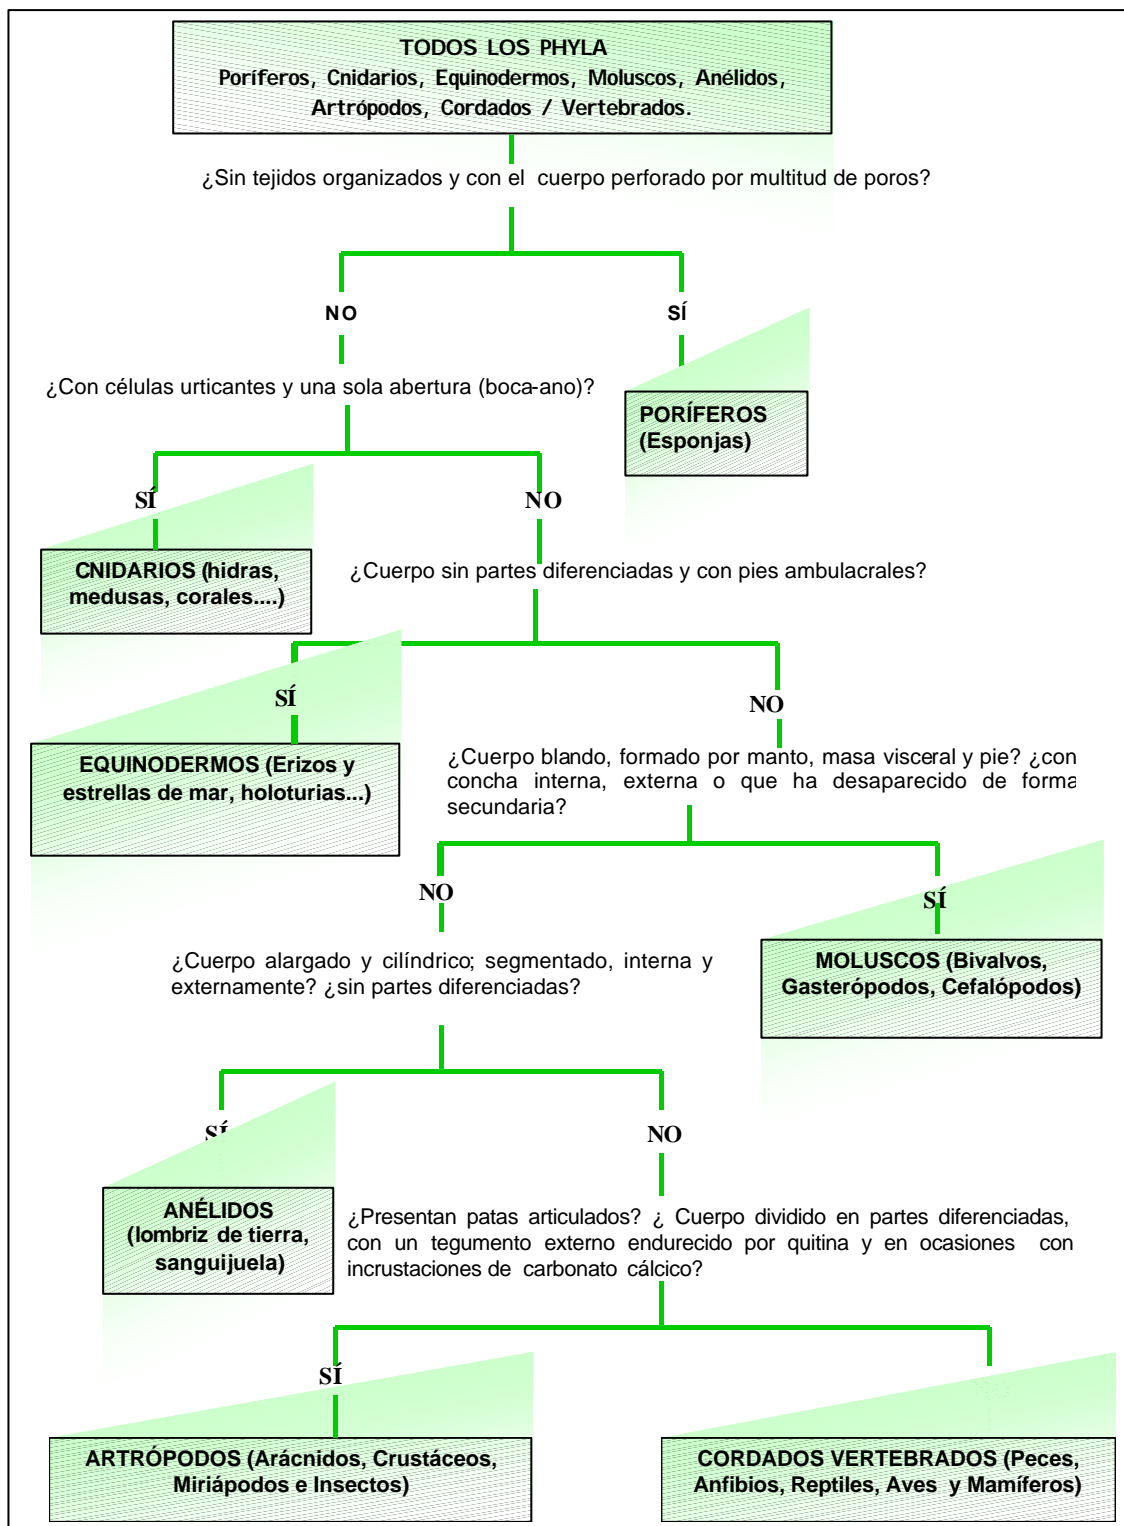 TODOS LOS PHYLA
Poríferos, Cnidarios, Equinodermos, Moluscos, Anélidos,
Artrópodos, Cordados / Vertebrados.
¿Sin tejidos organizados y con el cuerpo perforado por multitud de poros?
NO
SÍ
¿Con células urticantes y una sola abertura (boca-ano)?
PORÍFEROS
(Esponjas)
SÍ
NO
CNIDARIOS (hidras,
medusas, corales....)
¿Cuerpo sin partes diferenciadas y con pies ambulacrales?
SÍ
NO
EQUINODERMOS (Erizos y
estrellas de mar, holoturias...)
¿Cuerpo blando, formado por manto, masa visceral y pie? ¿con
concha interna, externa o que ha desaparecido de forma
secundaria?
NO
SÍ
¿Cuerpo alargado y cilíndrico; segmentado, interna y
externamente? ¿sin partes diferenciadas?
MOLUSCOS (Bivalvos,
Gasterópodos, Cefalópodos)
SÍ
NO
ANÉLIDOS
(lombriz de tierra,
sanguijuela)
¿Presentan patas articulados? ¿ Cuerpo dividido en partes diferenciadas,
con un tegumento externo endurecido por quitina y en ocasiones con
incrustaciones de carbonato cálcico?
SÍ
ARTRÓPODOS (Arácnidos, Crustáceos,
Miriápodos e Insectos)
CORDADOS VERTEBRADOS (Peces,
Anfibios, Reptiles, Aves y Mamíferos)